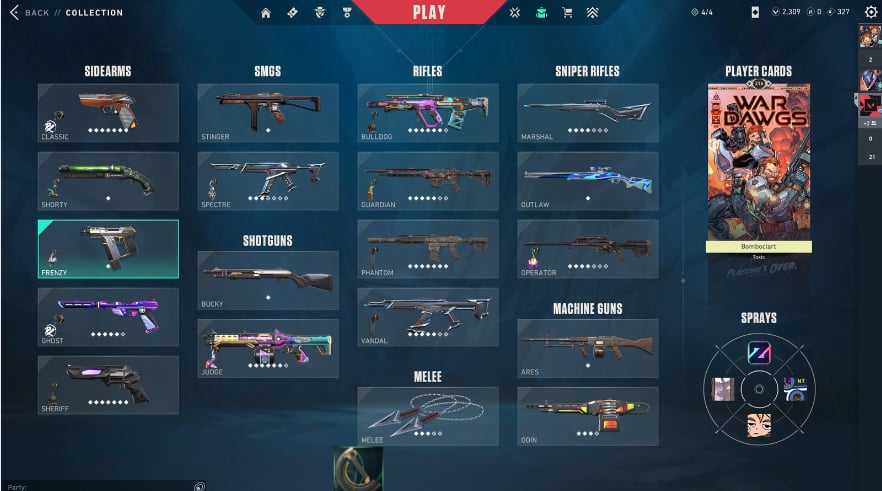 BACK // COLLECTION
PLAY
4/4
2,309
0
327
SIDEARMS
SMGS
RIFLES
SNIPER RIFLES
PLAYER CARDS
CLASSIC
STINGER
BULLDOG
MARSHAL
316
WAR
DAWGS
2
SHORTY
SPECTRE
GUARDIAN
OUTLAW
0
21
SHOTGUNS
FRENZY
BUCKY
PHANTOM
OPERATOR
Bomboclart
Toxic
PLAYTIME'S OVER.
MACHINE GUNS
SPRAYS
GHOST
JUDGE
VANDAL
ARES
MELEE
SHERIFF
MELEE
ODIN
NT
Party: